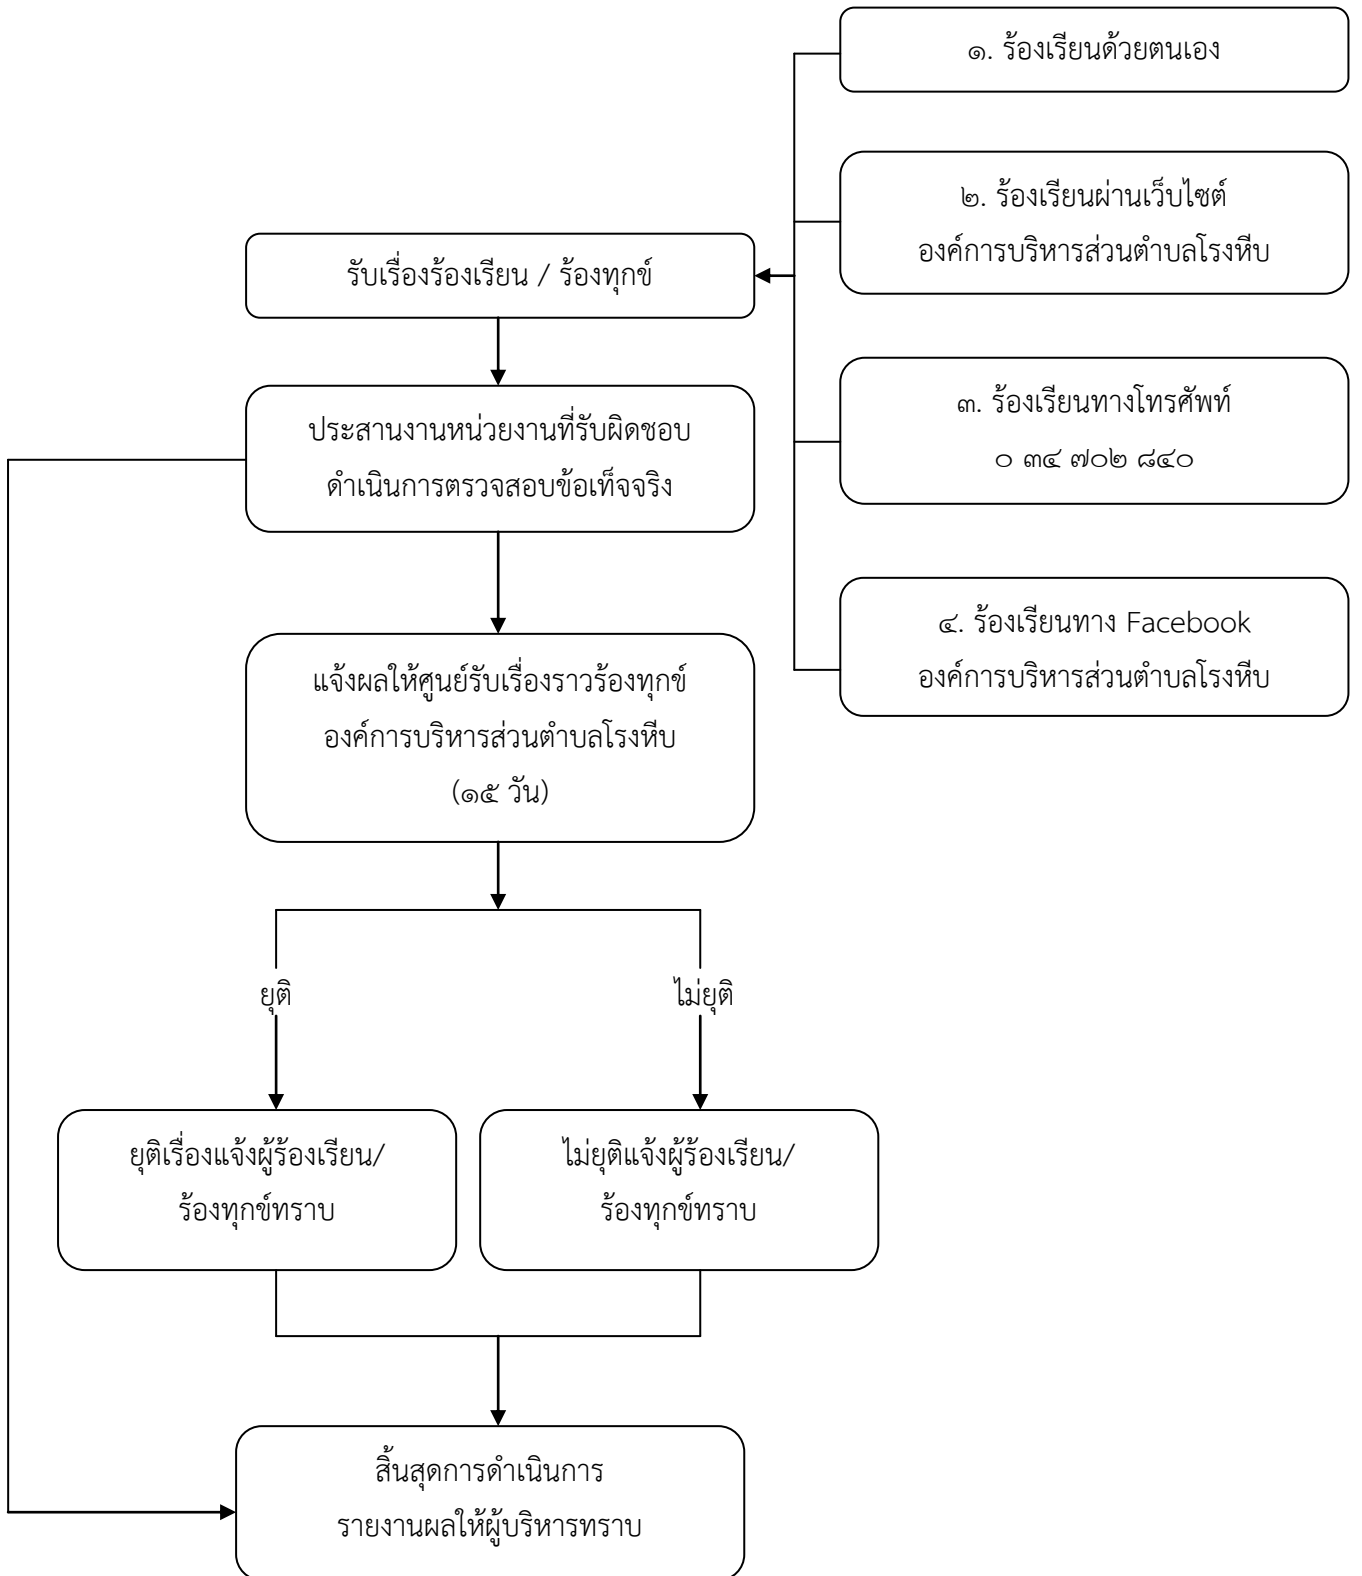 ๑. ร้องเรียนด้วยตนเอง
๒. ร้องเรียนผ่านเว็บไซต์
องค์การบริหารส่วนตำบลโรงหีบ
๓. ร้องเรียนทางโทรศัพท์
๐ ๓๔ ๗๐๒ ๘๔๐
๔. ร้องเรียนทาง Facebook
องค์การบริหารส่วนตำบลโรงหีบ
รับเรื่องร้องเรียน / ร้องทุกข์
ประสานงานหน่วยงานที่รับผิดชอบ
ดำเนินการตรวจสอบข้อเท็จจริง
แจ้งผลให้ศูนย์รับเรื่องราวร้องทุกข์
องค์การบริหารส่วนตำบลโรงหีบ
(๑๕ วัน)
ยุติ
ไม่ยุติ
ยุติเรื่องแจ้งผู้ร้องเรียน/
ร้องทุกข์ทราบ
ไม่ยุติแจ้งผู้ร้องเรียน/
ร้องทุกข์ทราบ
สิ้นสุดการดำเนินการ
รายงานผลให้ผู้บริหารทราบ